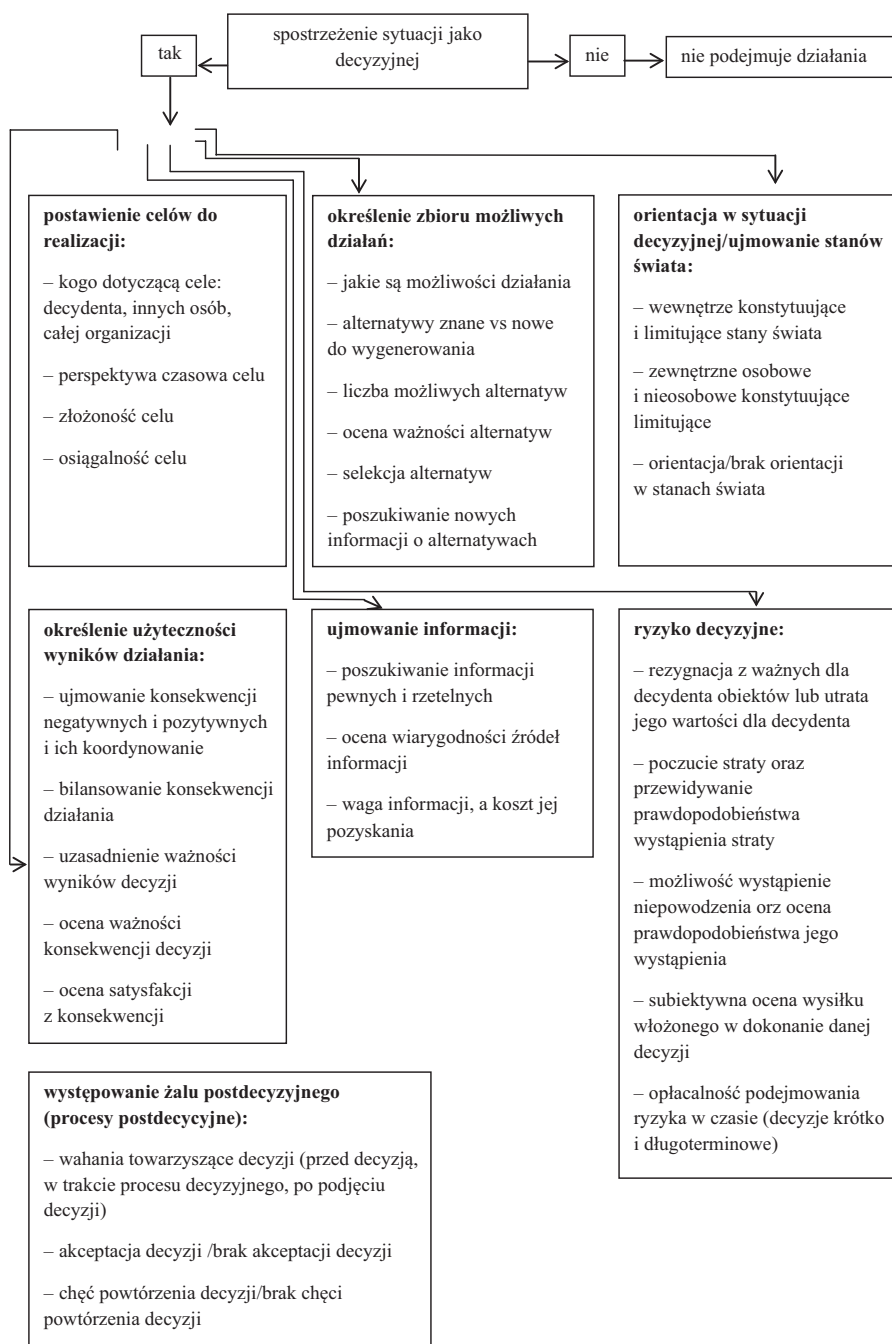 tak
spostrzeżenie sytuacji jako
decyzyjnej
nie
nie podejmuje działania
postawienie celów do
realizacji:
– kogo dotyczącą cele:
decydenta, innych osób,
całej organizacji
– perspektywa czasowa celu
– złożoność celu
– osiągalność celu
określenie zbioru możliwych
działań:
– jakie są możliwości działania
– alternatywy znane vs nowe
do wygenerowania
– liczba możliwych alternatyw
– ocena ważności alternatyw
– selekcja alternatyw
– poszukiwanie nowych
informacji o alternatywach
orientacja w sytuacji
decyzyjnej/ujmowanie stanów
świata:
– wewnętrze konstytuujące
i limitujące stany świata
– zewnętrzne osobowe
i nieosobowe konstytuujące
limitujące
– orientacja/brak orientacji
w stanach świata
określenie użyteczności
wyników działania:
– ujmowanie konsekwencji
negatywnych i pozytywnych
i ich koordynowanie
– bilansowanie konsekwencji
działania
– uzasadnienie ważności
wyników decyzji
– ocena ważności
konsekwencji decyzji
– ocena satysfakcji
z konsekwencji
ujmowanie informacji:
– poszukiwanie informacji
pewnych i rzetelnych
– ocena wiarygodności źródeł
informacji
– waga informacji, a koszt jej
pozyskania
ryzyko decyzyjne:
– rezygnacja z ważnych dla
decydenta obiektów lub utrata
jego wartości dla decydenta
– poczucie straty oraz
przewidywanie
prawdopodobieństwa
wystąpienia straty
– możliwość wystąpienie
niepowodzenia orz ocena
prawdopodobieństwa jego
wystąpienia
– subiektywna ocena wysiłku
włożonego w dokonanie danej
decyzji
– opłacalność podejmowania
ryzyka w czasie (decyzje krótko
i długoterminowe)
występowanie żalu postdecyzyjnego
(procesy postdecycyjne):
– wahania towarzyszące decyzji (przed decyzją,
w trakcie procesu decyzyjnego, po podjęciu
decyzji)
– akceptacja decyzji /brak akceptacji decyzji
– chęć powtórzenia decyzji/brak chęci
powtórzenia decyzji